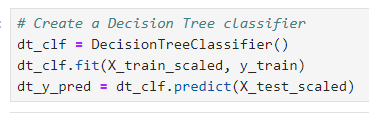 # Create a Decision Tree classifier
dt_clf = DecisionTreeClassifier()
dt_clf.fit(X_train_scaled, y_train)
dt_y_pred = dt_clf.predict(X_test_scaled)